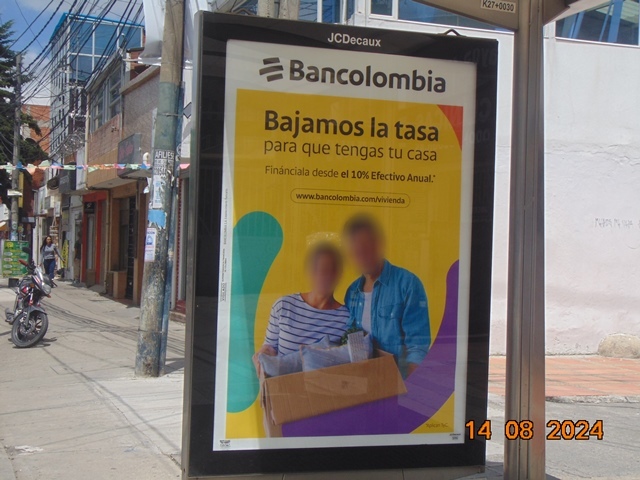 K27+0030
JCDecaux
Bancolombia
Bajamos la tasa
para que tengas tu casa
Finánciala desde el 10% Efectivo Anual.*
www.bancolombia.com/vivienda
14 08 2024